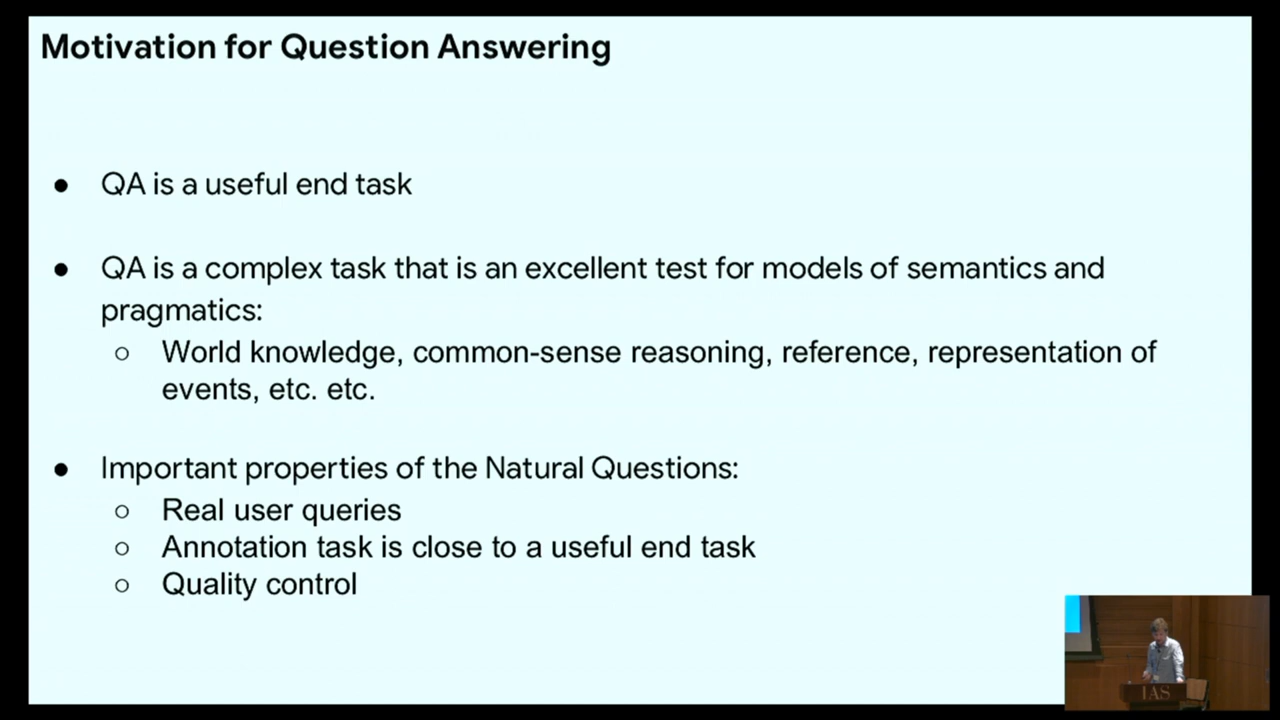 Motivation for Question Answering
● QA is a useful end task
● QA is a complex task that is an excellent test for models of semantics and
pragmatics:
○ World knowledge, common-sense reasoning, reference, representation of
events, etc. etc.
● Important properties of the Natural Questions:
○ Real user queries
○ Annotation task is close to a useful end task
○ Quality control
IAS